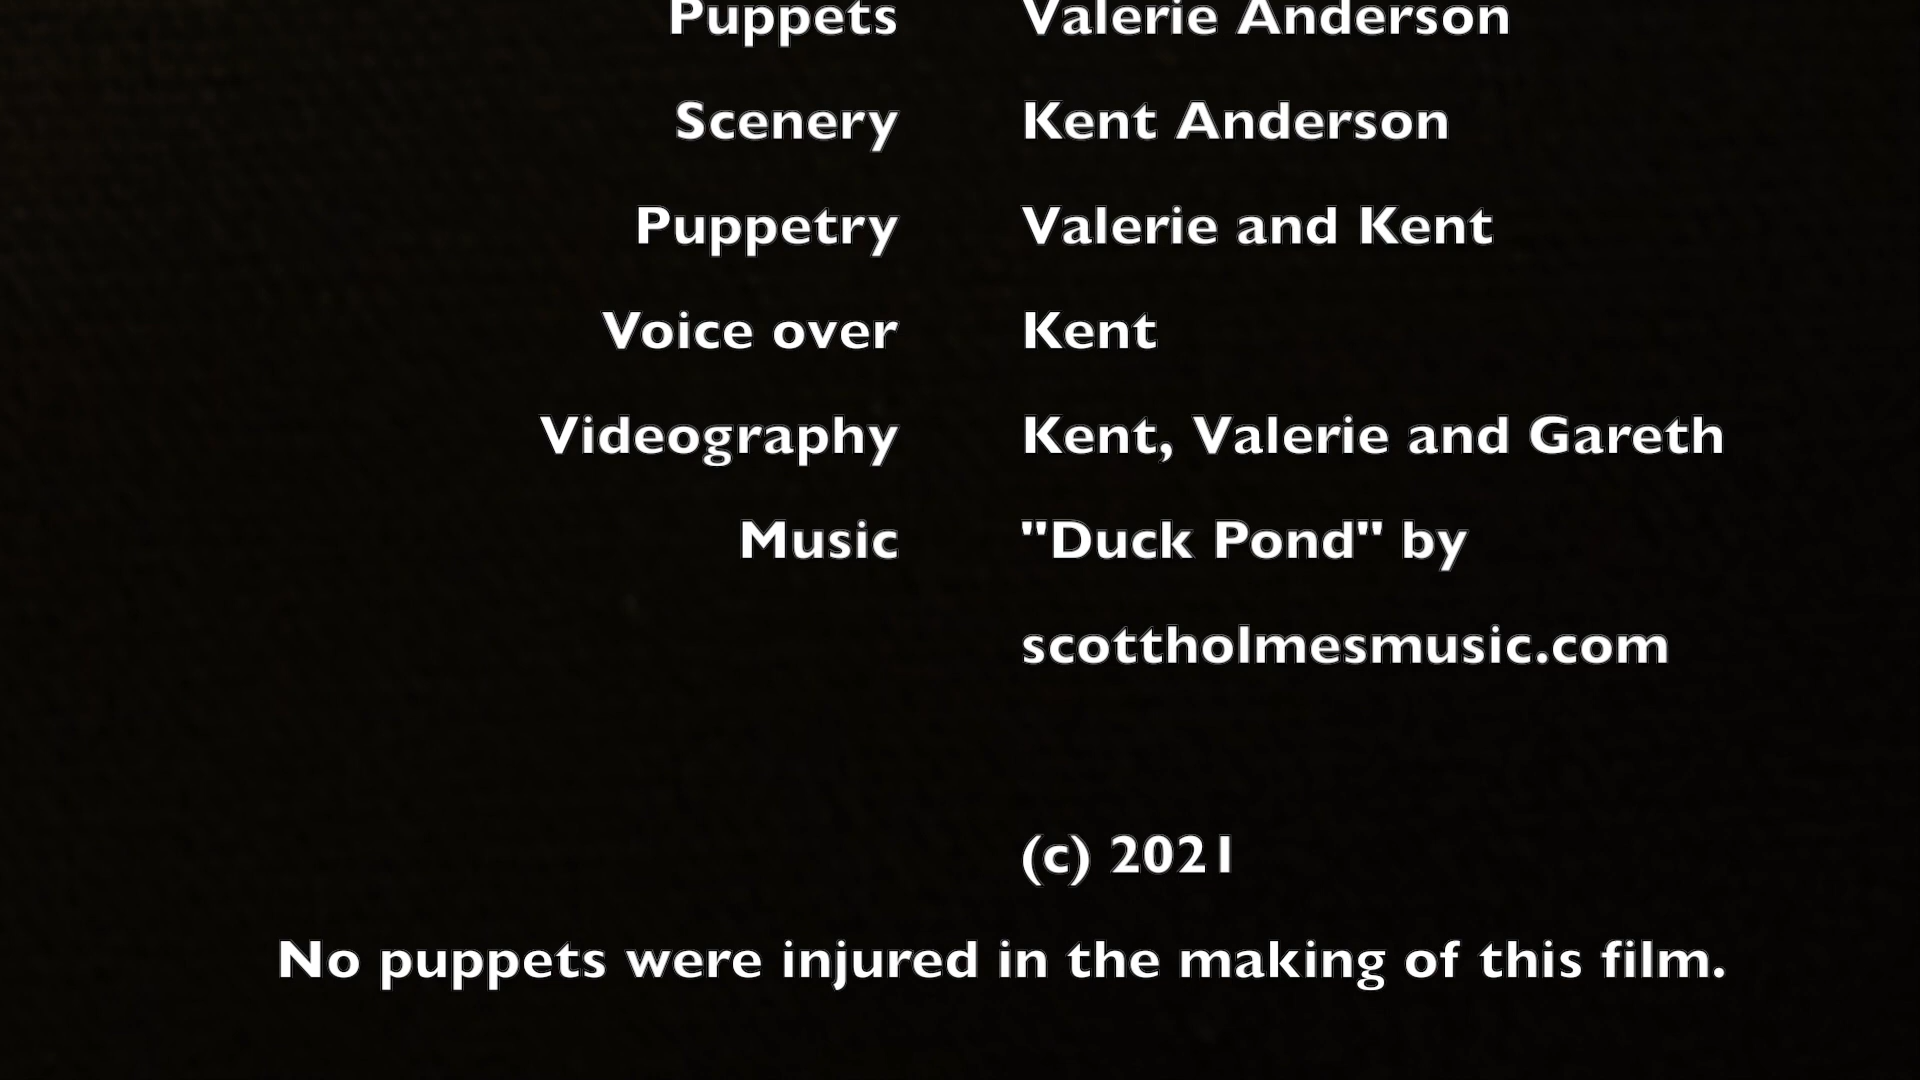 Puppets Valerie Anderson
Scenery Kent Anderson
Puppetry Valerie and Kent
Voice over Kent
Videography Kent, Valerie and Gareth
Music "Duck Pond" by
scottholmesmusic.com
(c) 2021
No puppets were injured in the making of this film.